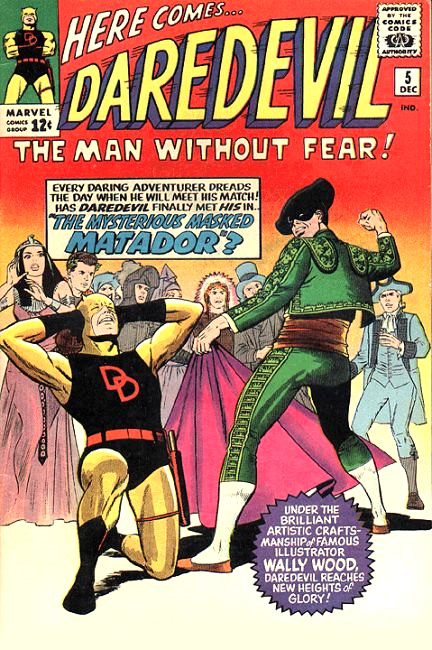 HERE COMES...
DAREDEVIL
APPROVED
BY THE
COMICS
CODE
CA
AUTHORITY
MARVEL
COMICS
GROUP 12¢
5
DEC
IND.
THE MAN WITHOUT FEAR!
EVERY DARING ADVENTURER DREADS
THE DAY WHEN HE WILL MEET HIS MATCH!
HAS DAREDEVIL FINALLY MET HIS IN..
"THE MYSTERIOUS MASKED
MATADOR"?
DD
UNDER THE
BRILLIANT
ARTISTIC CRAFTS-
MANSHIP OF FAMOUS
ILLUSTRATOR
WALLY WOOD,
DAREDEVIL REACHES
NEW HEIGHTS OF
GLORY!